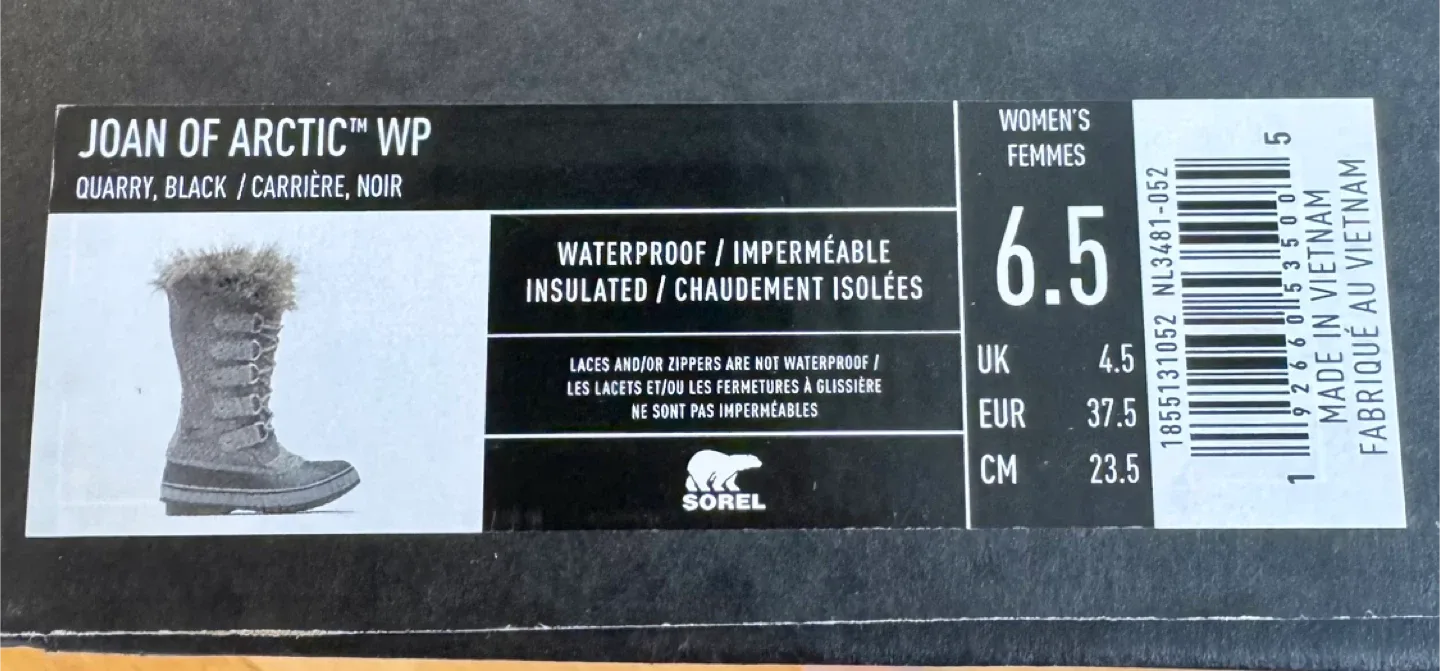 JOAN OF ARCTIC™ WP
QUARRY, BLACK / CARRIÈRE, NOIR
WATERPROOF / IMPERMÉABLE
INSULATED / CHAUDEMENT ISOLÉES
LACES AND/OR ZIPPERS ARE NOT WATERPROOF /
LES LACETS ET/OU LES FERMETURES À GLISSIÈRE
NE SONT PAS IMPERMÉABLES
SOREL
WOMEN'S
FEMMES
6.5
UK 4.5
EUR 37.5
CM 23.5
1855131052 NL3481-052
1 92660 53500 5
MADE IN VIETNAM
FABRIQUÉ AU VIETNAM